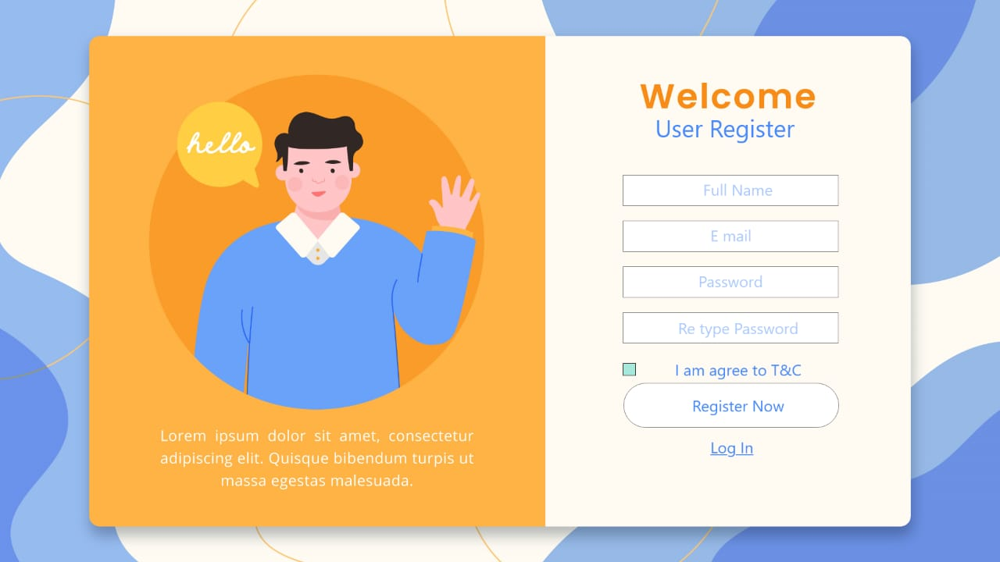 hello
Lorem ipsum dolor sit amet, consectetur
adipiscing elit. Quisque bibendum turpis ut
massa egestas malesuada.
Welcome
User Register
Full Name
E mail
Password
Re type Password
I am agree to T&C
Register Now
Log In